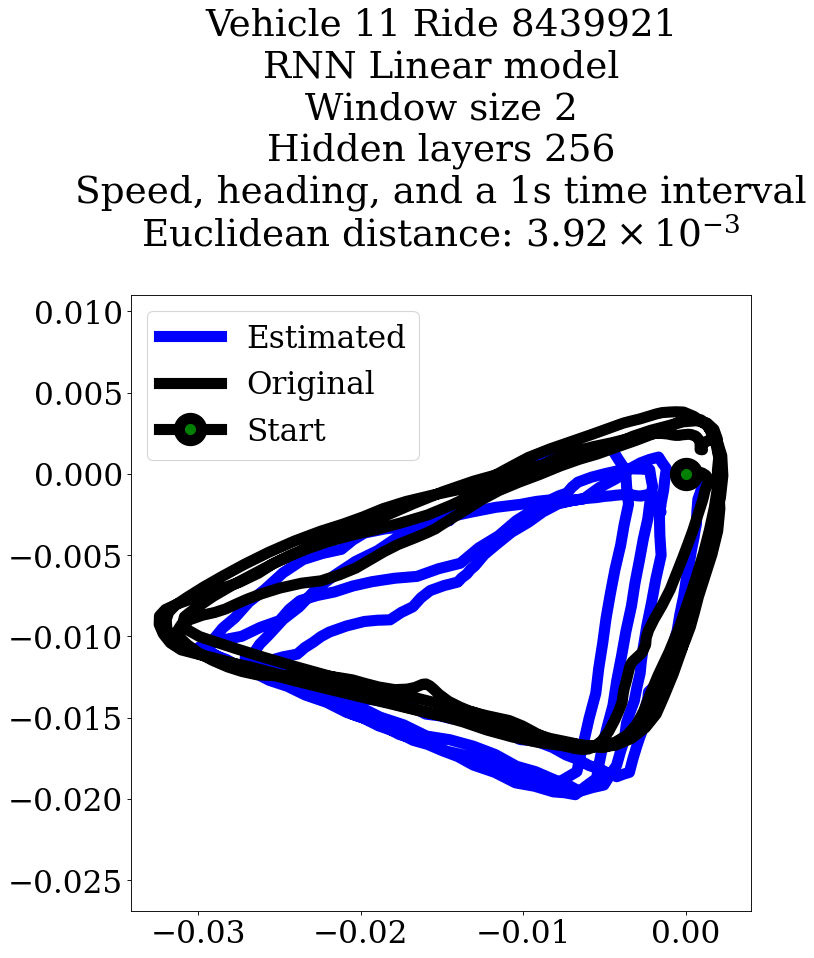 Vehicle 11 Ride 8439921
RNN Linear model
Window size 2
Hidden layers 256
Speed, heading, and a 1s time interval
Euclidean distance: 3.92 × 10⁻³
0.010
0.005
0.000
−0.005
−0.010
−0.015
−0.020
−0.025
Estimated
Original
Start
−0.03
−0.02
−0.01
0.00